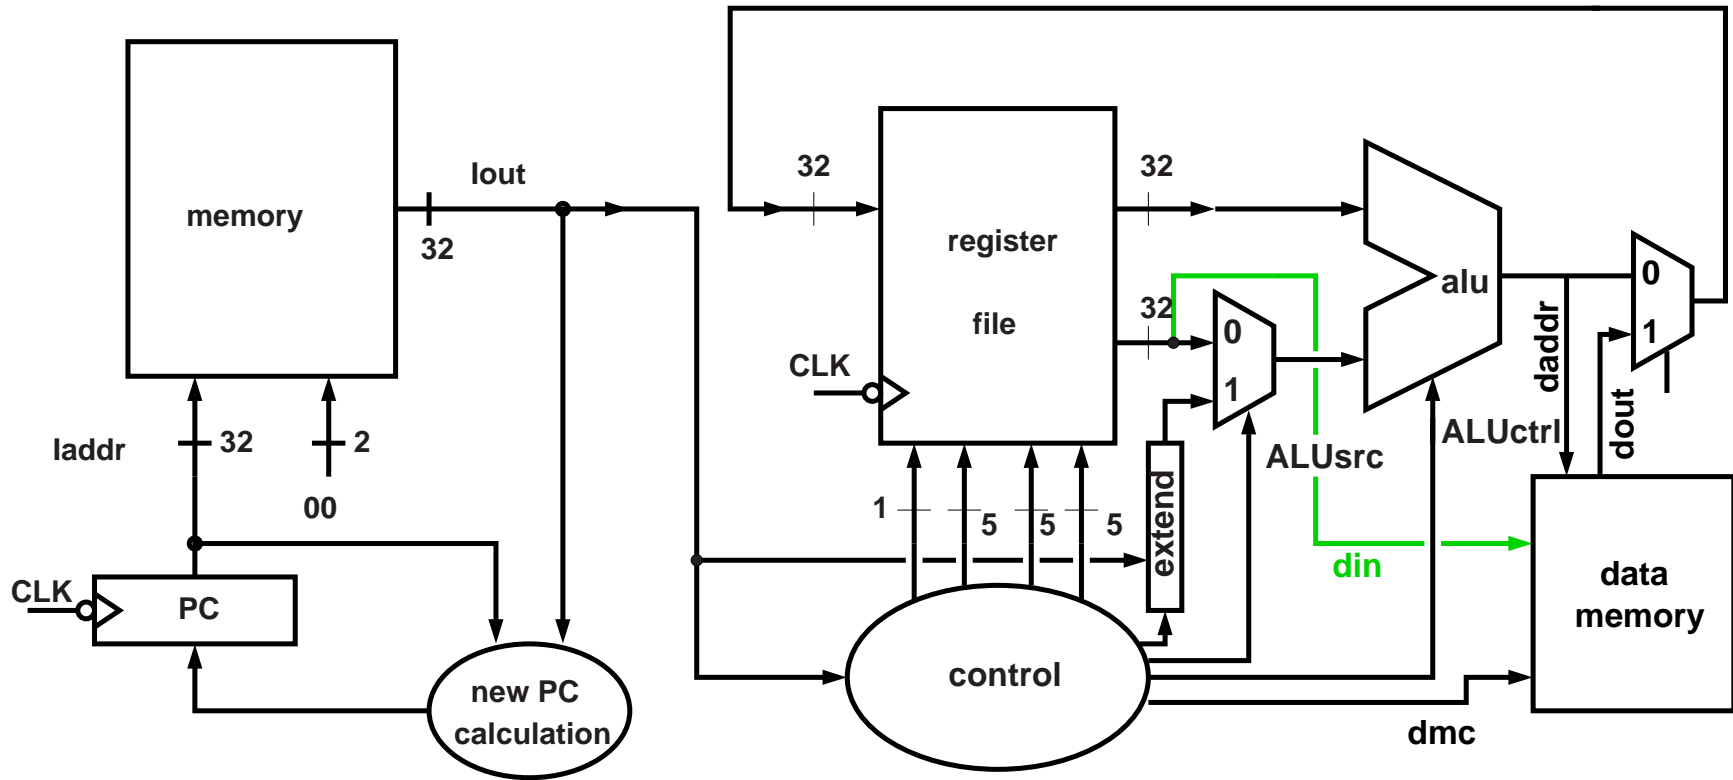 memory
Iout
32
Iaddr
32
2
00
CLK
PC
new PC
calculation
32
register
file
CLK
32
32
0
1
alu
ALUsrc
ALUctrl
daddr
dout
0
1
1
5
5
5
extend
control
din
dmc
data
memory